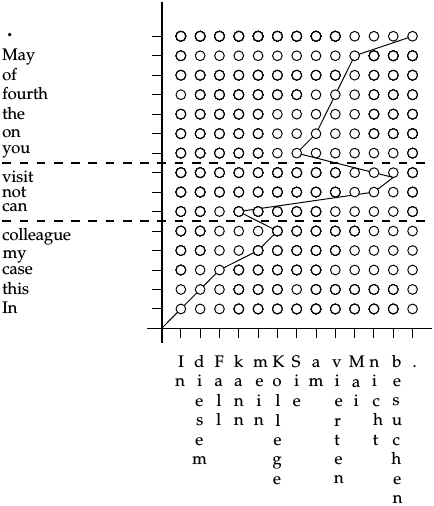 .
May
of
fourth
the
on
you
visit
not
can
colleague
my
case
this
In
In diesem Fall kann mein Kollege Sie am vierten Mai nicht besuchen .